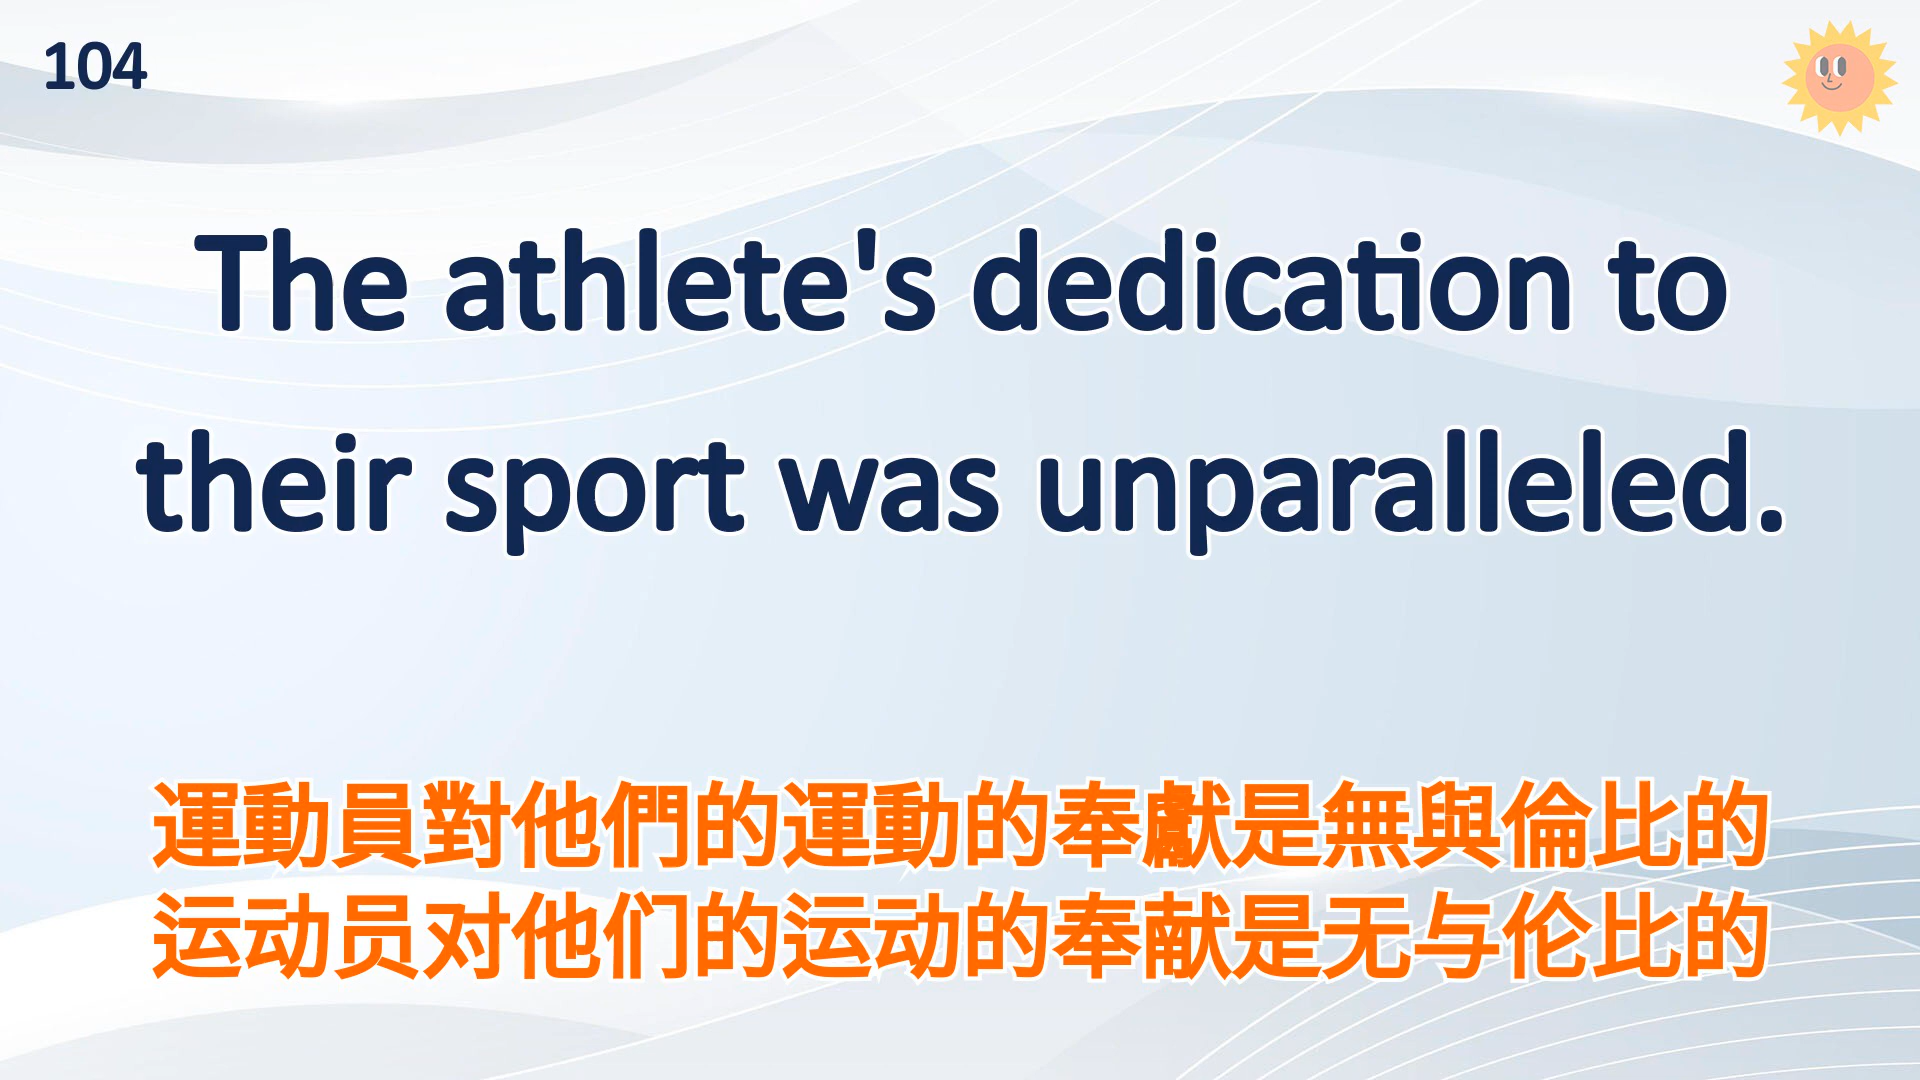 104
The athlete's dedication to
their sport was unparalleled.
運動員對他們的運動的奉獻是無與倫比的
运动员对他们的运动的奉献是无与伦比的